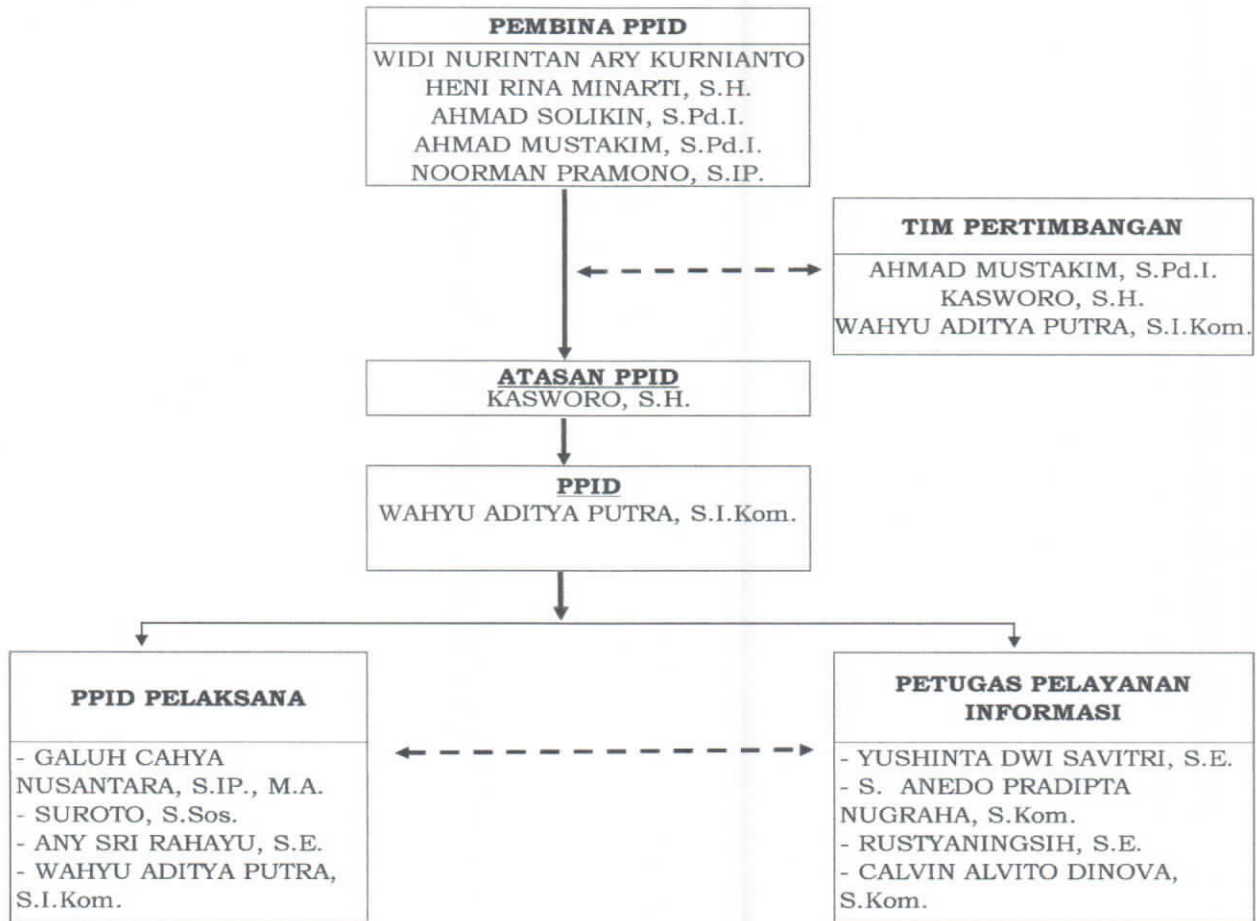 PEMBINA PPID
WIDI NURINTAN ARY KURNIANTO
HENI RINA MINARTI, S.H.
AHMAD SOLIKIN, S.Pd.I.
AHMAD MUSTAKIM, S.Pd.I.
NOORMAN PRAMONO, S.IP.
TIM PERTIMBANGAN
AHMAD MUSTAKIM, S.Pd.I.
KASWORO, S.H.
WAHYU ADITYA PUTRA, S.I.Kom.
ATASAN PPID
KASWORO, S.H.
PPID
WAHYU ADITYA PUTRA, S.I.Kom.
PPID PELAKSANA
- GALUH CAHYA
NUSANTARA, S.IP., M.A.
- SUROTO, S.Sos.
- ANY SRI RAHAYU, S.E.
- WAHYU ADITYA PUTRA,
S.I.Kom.
PETUGAS PELAYANAN
INFORMASI
- YUSHINTA DWI SAVITRI, S.E.
- S. ANEDO PRADIPTA
NUGRAHA, S.Kom.
- RUSTYANINGSIH, S.E.
- CALVIN ALVITO DINOVA,
S.Kom.